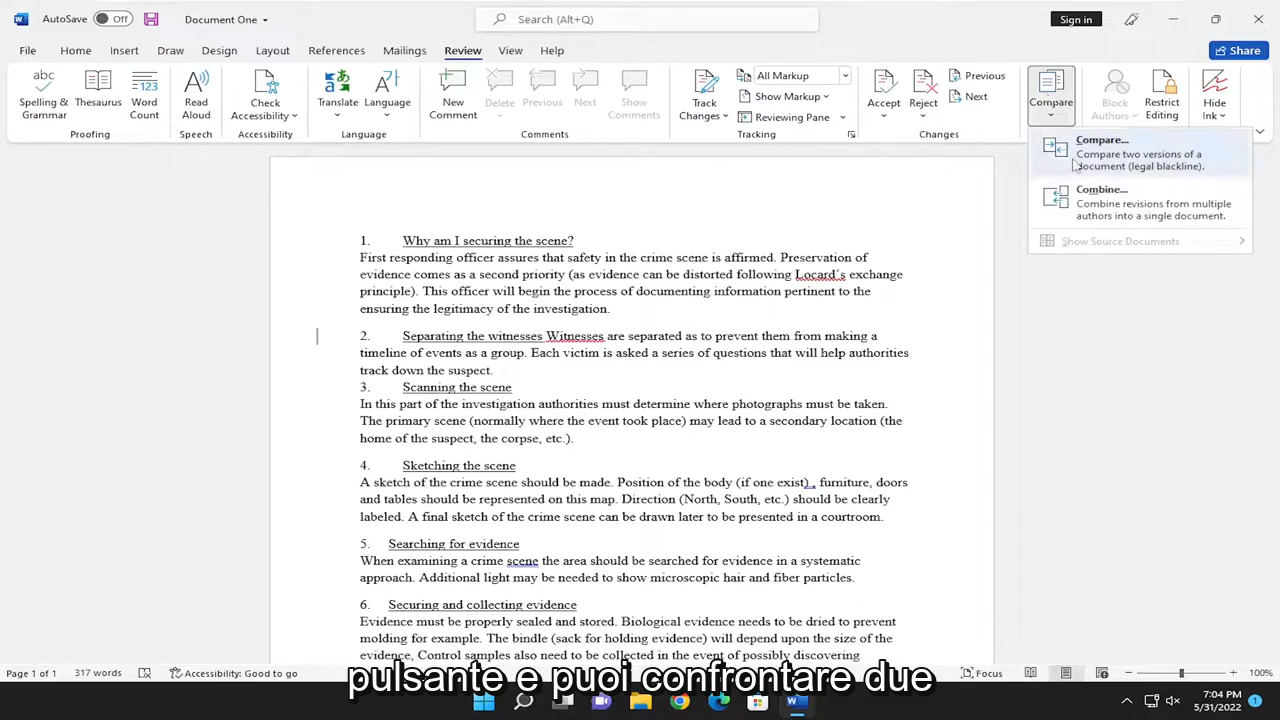 AutoSave Off Document One Search (Alt+Q) Sign in
File Home Insert Draw Design Layout References Mailings Review View Help Share
abc
Spelling & Grammar
Thesaurus
123
Word Count
Read Aloud
Check Accessibility
Translate
Language
New Comment
Delete
Previous
Next
Show Comments
Track Changes
All Markup
Show Markup
Reviewing Pane
Accept
Reject
Previous
Next
Compare
Block Authors
Restrict Editing
Hide Ink
Proofing Speech Accessibility Language Comments Tracking Changes
Compare...
Compare two versions of a
document (legal blackline).
Combine...
Combine revisions from multiple
authors into a single document.
Show Source Documents
1. Why am I securing the scene?
First responding officer assures that safety in the crime scene is affirmed. Preservation of
evidence comes as a second priority (as evidence can be distorted following Locard's exchange
principle). This officer will begin the process of documenting information pertinent to the
ensuring the legitimacy of the investigation.
2. Separating the witnesses Witnesses are separated as to prevent them from making a
timeline of events as a group. Each victim is asked a series of questions that will help authorities
track down the suspect.
3. Scanning the scene
In this part of the investigation authorities must determine where photographs must be taken.
The primary scene (normally where the event took place) may lead to a secondary location (the
home of the suspect, the corpse, etc.).
4. Sketching the scene
A sketch of the crime scene should be made. Position of the body (if one exist) , furniture, doors
and tables should be represented on this map. Direction (North, South, etc.) should be clearly
labeled. A final sketch of the crime scene can be drawn later to be presented in a courtroom.
5. Searching for evidence
When examining a crime scene the area should be searched for evidence in a systematic
approach. Additional light may be needed to show microscopic hair and fiber particles.
6. Securing and collecting evidence
Evidence must be properly sealed and stored. Biological evidence needs to be dried to prevent
molding for example. The bindle (sack for holding evidence) will depend upon the size of the
evidence, Control samples also need to be collected in the event of possibly discovering
Page 1 of 1 317 words Accessibility: Good to go Focus 100%
pulsante e puoi confrontare due
7:04 PM
5/31/2022